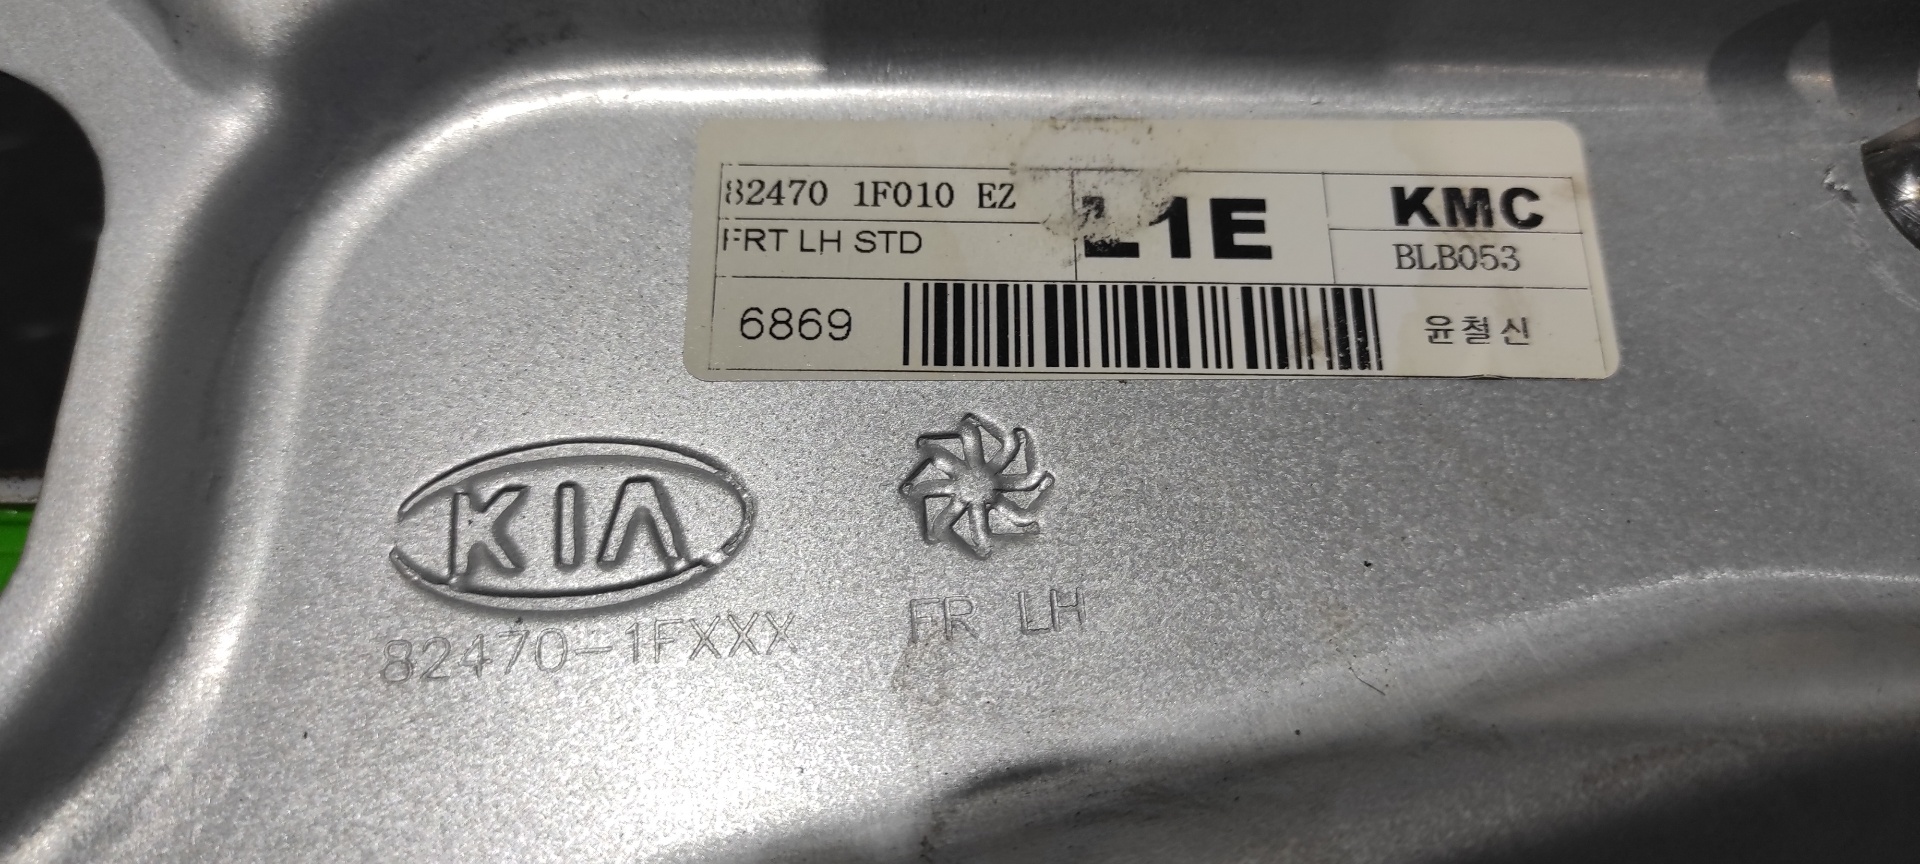 82470 1F010 EZ
FRT LH STD
L1E
KMC
BLB053
6869
윤철신
KIA
82470-1FXXX
FR LH